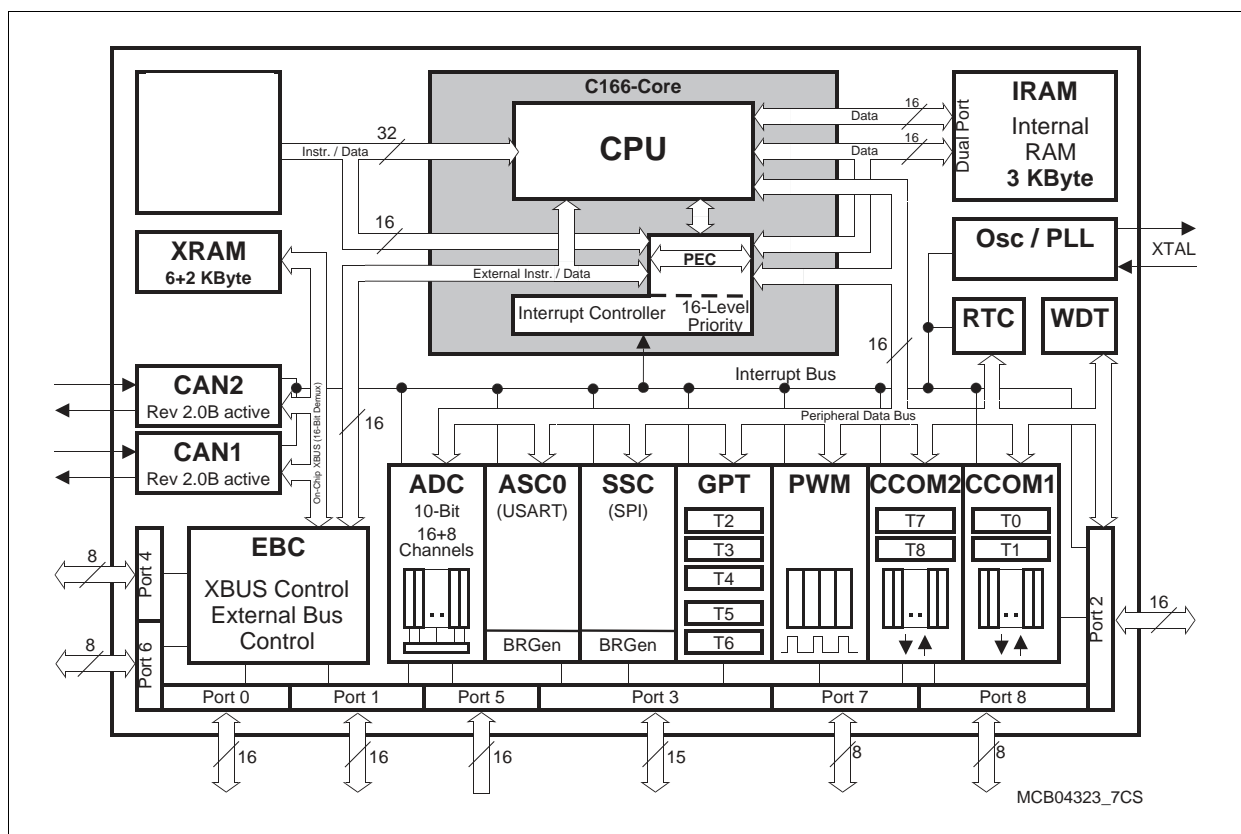 C166-Core
CPU
32
Instr. / Data
16
Data
16
Data
Dual Port
IRAM
Internal
RAM
3 KByte
16
XRAM
6+2 KByte
PEC
External Instr. / Data
Interrupt Controller
16-Level
Priority
Osc / PLL
XTAL
RTC
WDT
16
Interrupt Bus
Peripheral Data Bus
CAN2
Rev 2.0B active
CAN1
Rev 2.0B active
On-Chip XBUS (16-Bit Demux)
16
EBC
XBUS Control
External Bus
Control
ADC
10-Bit
16+8
Channels
ASC0
(USART)
BRGen
SSC
(SPI)
BRGen
GPT
T2
T3
T4
T5
T6
PWM
CCOM2
T7
T8
CCOM1
T0
T1
8
Port 4
8
Port 6
Port 2
16
Port 0
Port 1
Port 5
Port 3
Port 7
Port 8
16
16
16
15
8
8
MCB04323_7CS